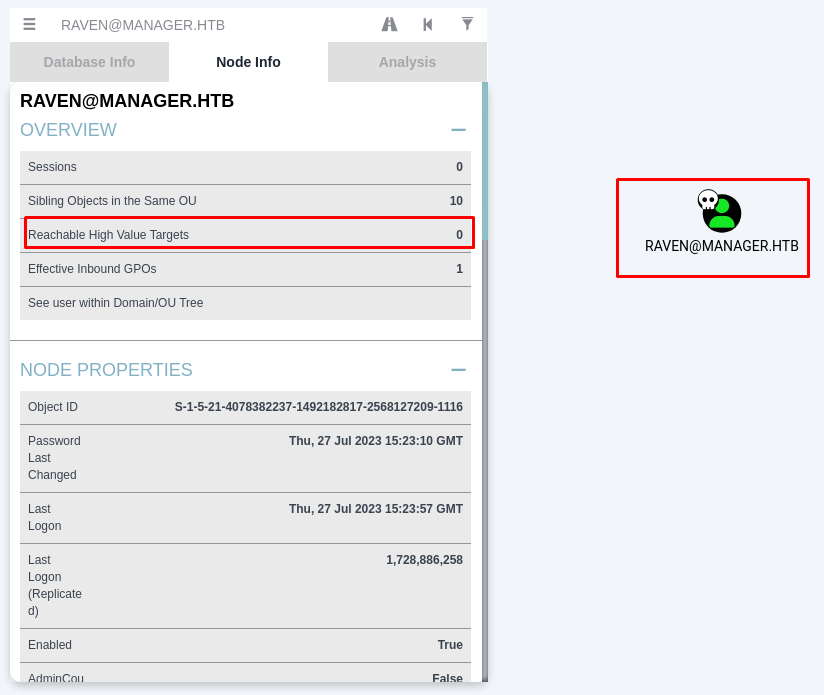 RAVEN@MANAGER.HTB
Database Info Node Info Analysis
RAVEN@MANAGER.HTB
OVERVIEW
Sessions 0
Sibling Objects in the Same OU 10
Reachable High Value Targets 0
Effective Inbound GPOs 1
See user within Domain/OU Tree
NODE PROPERTIES
Object ID S-1-5-21-4078382237-1492182817-2568127209-1116
Password Thu, 27 Jul 2023 15:23:10 GMT
Last
Changed
Last Thu, 27 Jul 2023 15:23:57 GMT
Logon
Last 1,728,886,258
Logon
(Replicate
d)
Enabled True
AdminCou False
RAVEN@MANAGER.HTB